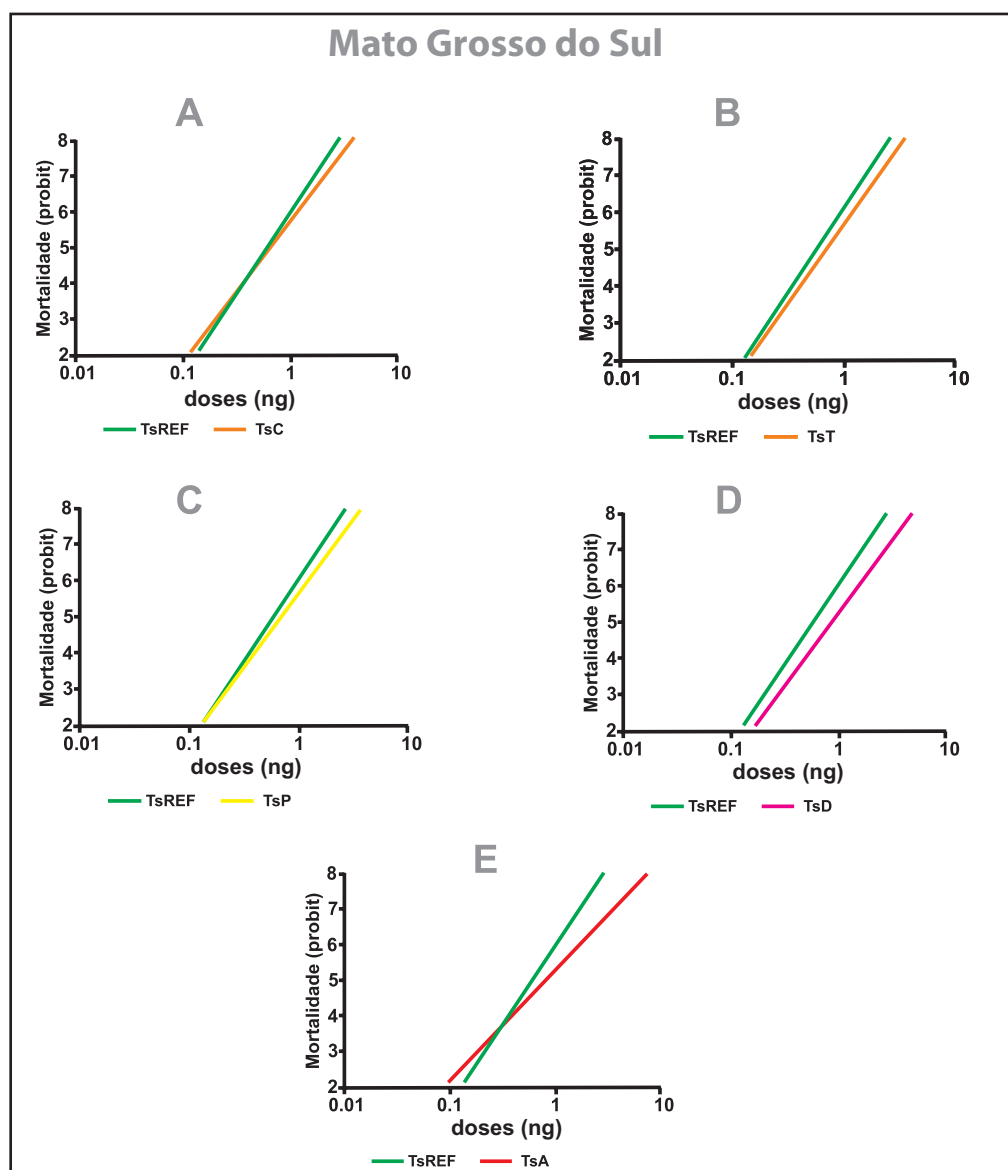 Mato Grosso do Sul
A
Mortalidade (probit)
8
7
6
5
4
3
2
0.01 0.1 1 10
doses (ng)
TsREF TsC
B
Mortalidade (probit)
8
7
6
5
4
3
2
0.01 0.1 1 10
doses (ng)
TsREF TsT
C
Mortalidade (probit)
8
7
6
5
4
3
2
0.01 0.1 1 10
doses (ng)
TsREF TsP
D
Mortalidade (probit)
8
7
6
5
4
3
2
0.01 0.1 1 10
doses (ng)
TsREF TsD
E
Mortalidade (probit)
8
7
6
5
4
3
2
0.01 0.1 1 10
doses (ng)
TsREF TsA